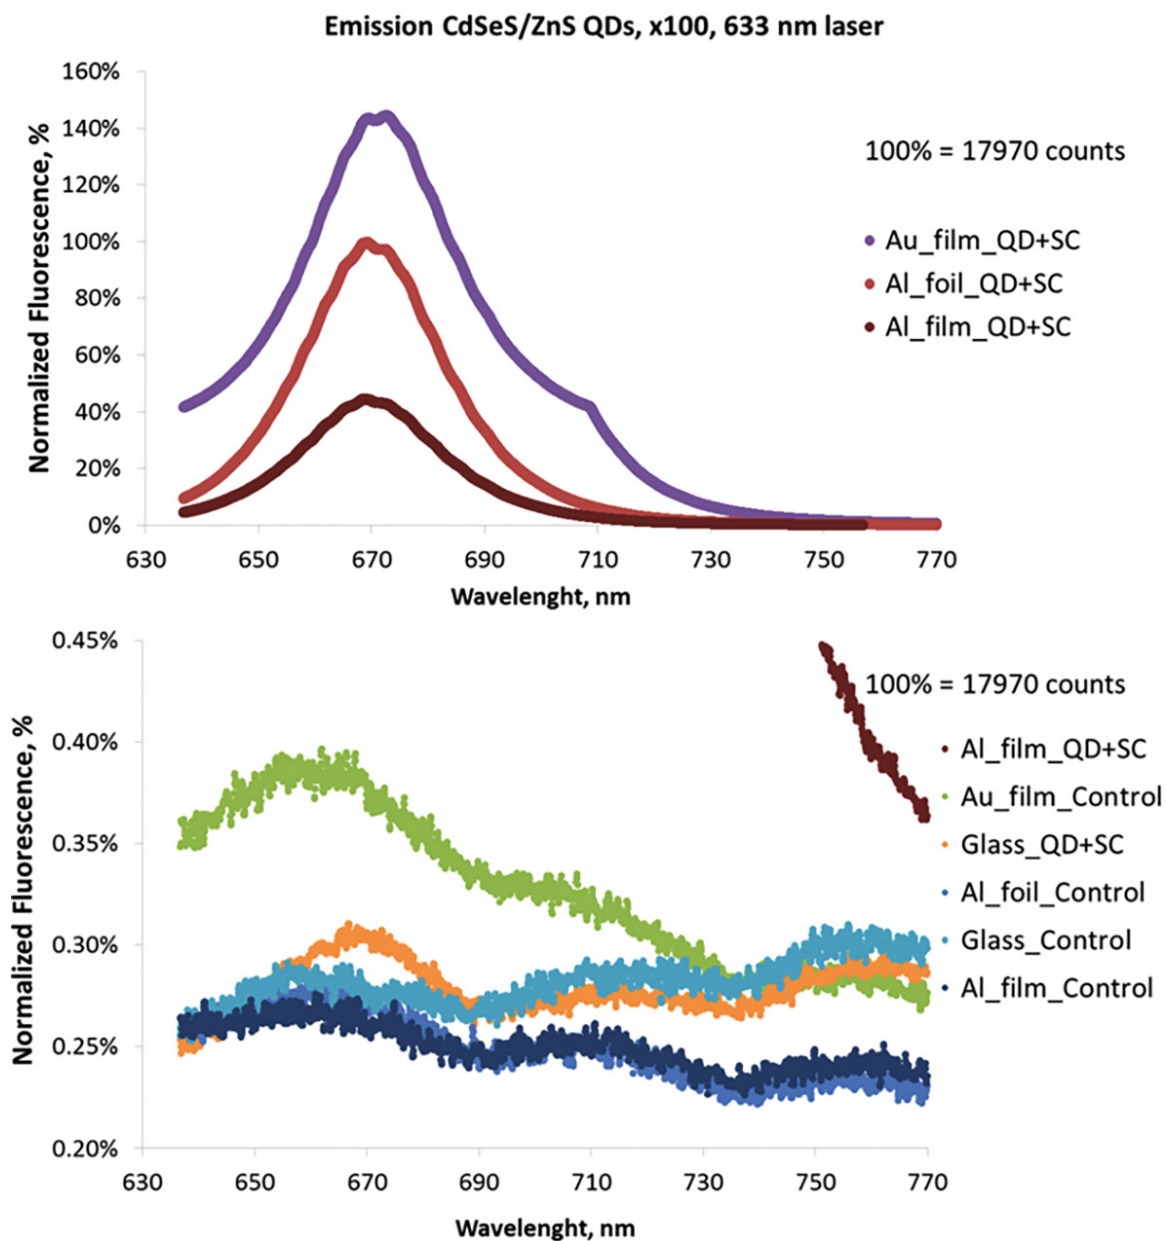 Emission CdSeS/ZnS QDs, x100, 633 nm laser
160%
140%
120%
100%
80%
60%
40%
20%
0%
Normalized Fluorescence, %
100% = 17970 counts
Au_film_QD+SC
Al_foil_QD+SC
Al_film_QD+SC
630 650 670 690 710 730 750 770
Wavelenght, nm
0.45%
0.40%
0.35%
0.30%
0.25%
0.20%
Normalized Fluorescence, %
100% = 17970 counts
Al_film_QD+SC
Au_film_Control
Glass_QD+SC
Al_foil_Control
Glass_Control
Al_film_Control
630 650 670 690 710 730 750 770
Wavelenght, nm